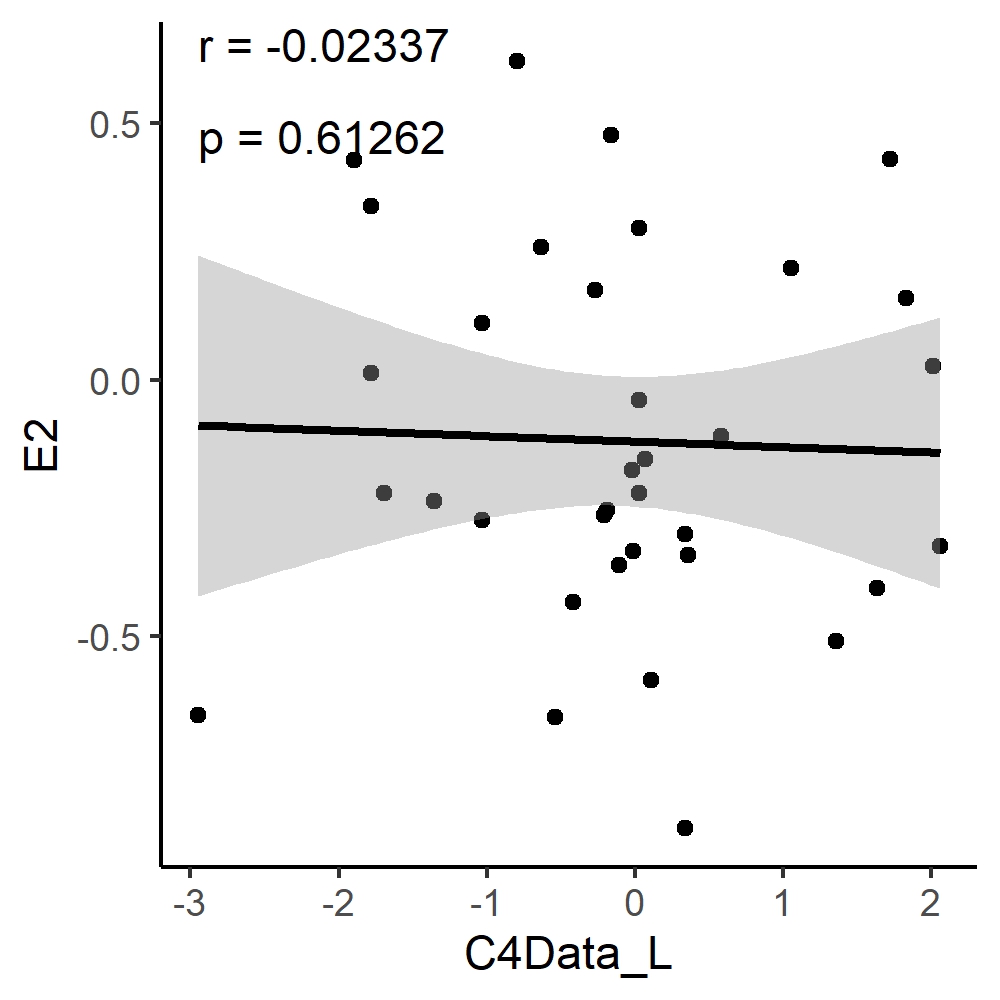 r = -0.02337
p = 0.61262
0.5
0.0
-0.5
E2
-3 -2 -1 0 1 2
C4Data_L